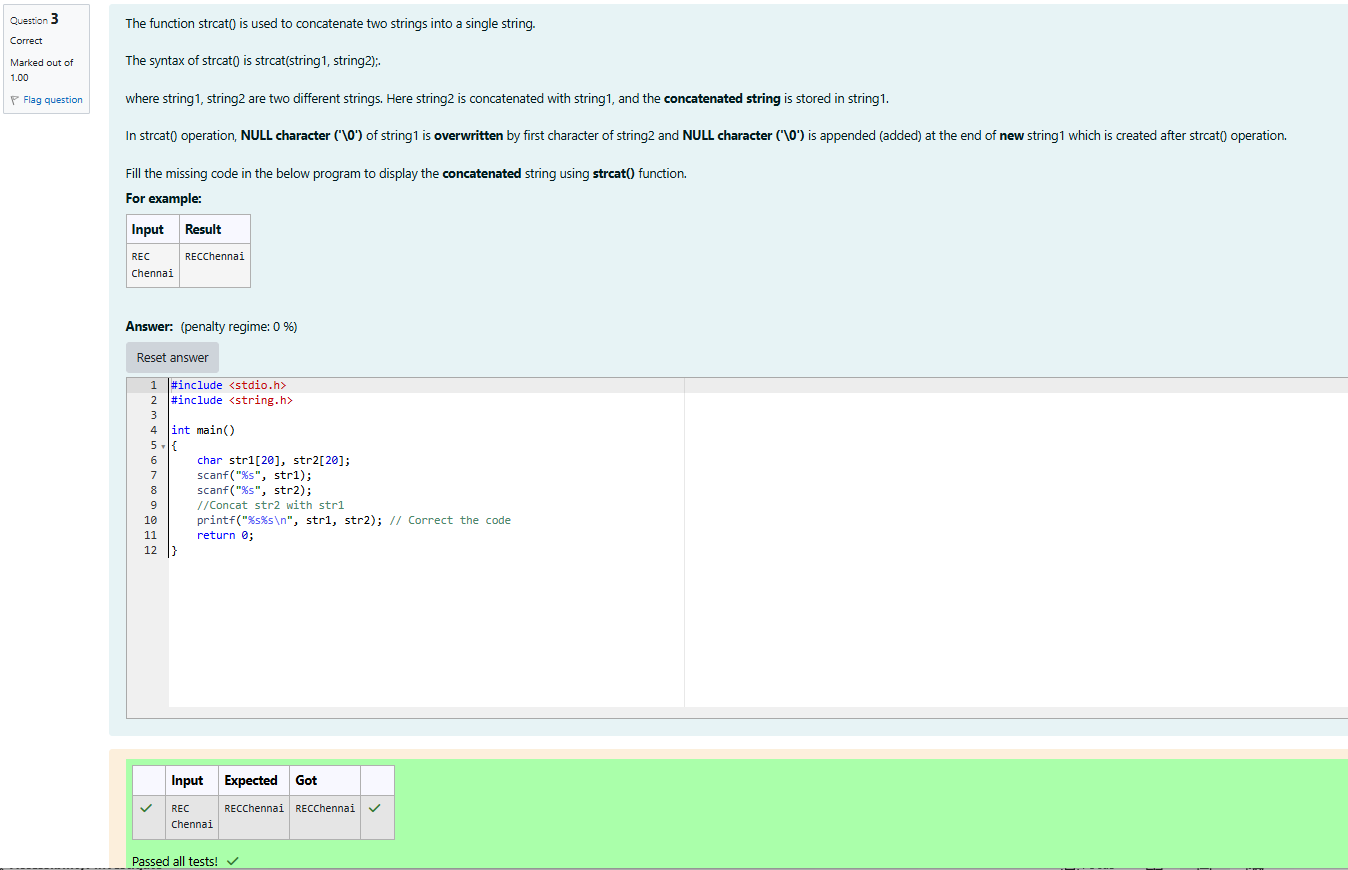 Question 3
Correct
Marked out of
1.00
Flag question
The function strcat() is used to concatenate two strings into a single string.
The syntax of strcat() is strcat(string1, string2);.
where string1, string2 are two different strings. Here string2 is concatenated with string1, and the concatenated string is stored in string1.
In strcat() operation, NULL character ('\0') of string1 is overwritten by first character of string2 and NULL character ('\0') is appended (added) at the end of new string1 which is created after strcat() operation.
Fill the missing code in the below program to display the concatenated string using strcat() function.
For example:
Input Result
REC RECChennai
Chennai
Answer: (penalty regime: 0 %)
Reset answer
1 #include <stdio.h>
2 #include <string.h>
3
4 int main()
5 {
6 char str1[20], str2[20];
7 scanf("%s", str1);
8 scanf("%s", str2);
9 //Concat str2 with str1
10 printf("%s%s\n", str1, str2); // Correct the code
11 return 0;
12 }
Input Expected Got
REC RECChennai RECChennai
Chennai
Passed all tests!